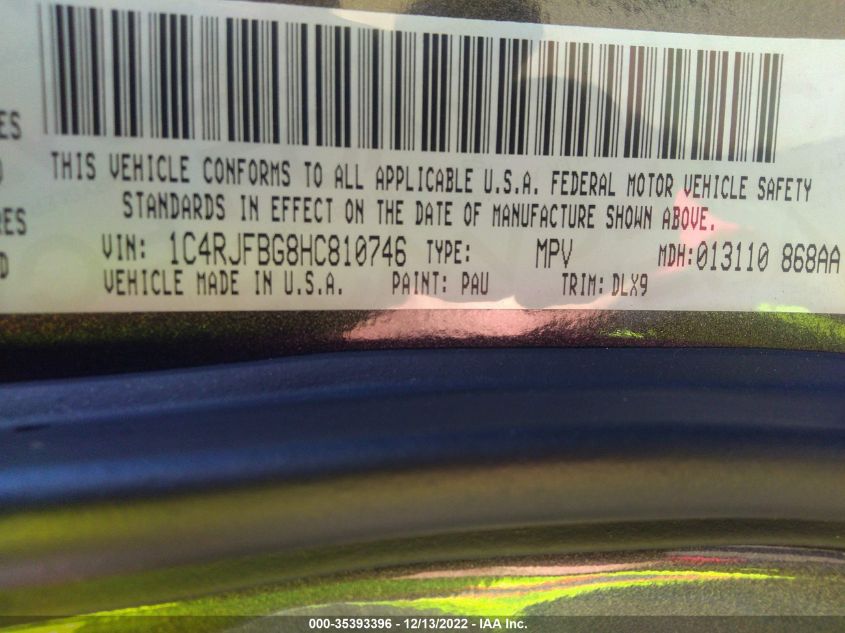 ES
THIS VEHICLE CONFORMS TO ALL APPLICABLE U.S.A. FEDERAL MOTOR VEHICLE SAFETY
RES
STANDARDS IN EFFECT ON THE DATE OF MANUFACTURE SHOWN ABOVE.
D
VIN: 1C4RJFBG8HC810746 TYPE: MPV MDH:013110 868AA
VEHICLE MADE IN U.S.A. PAINT: PAU TRIM: DLX9
000-35393396 - 12/13/2022 - IAA Inc.